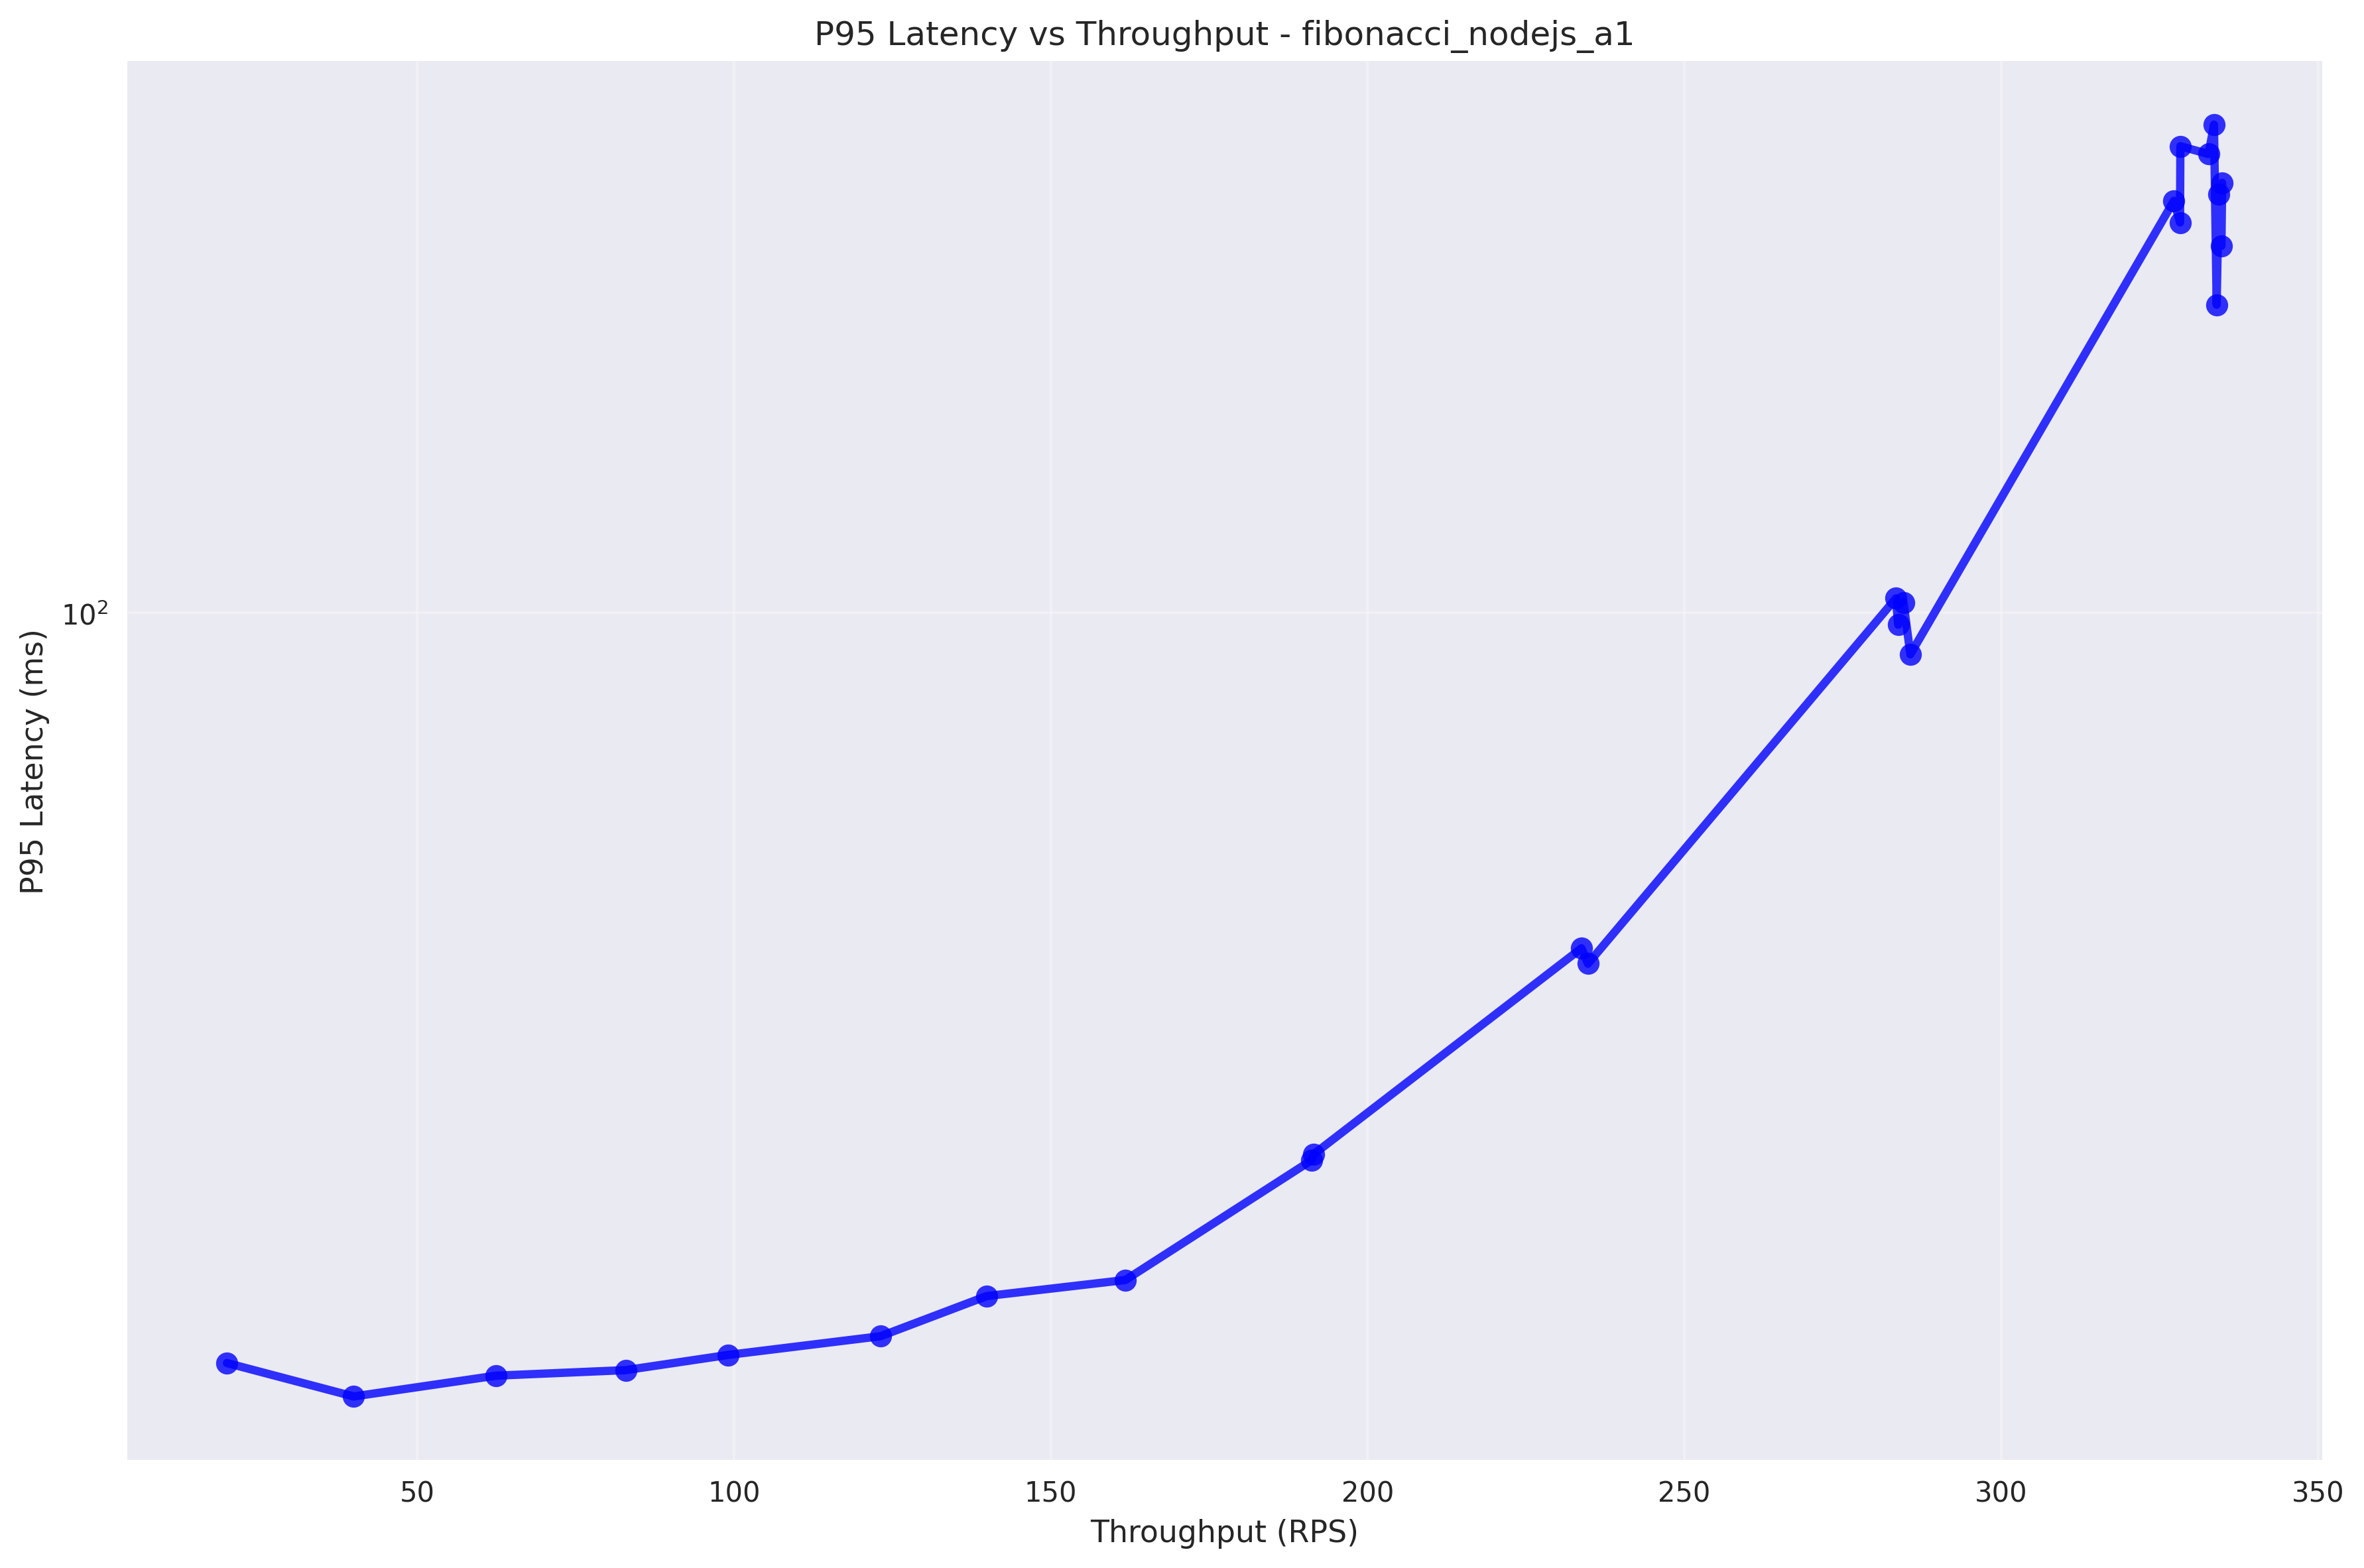 P95 Latency vs Throughput - fibonacci_nodejs_a1
P95 Latency (ms)
10²
50 100 150 200 250 300 350
Throughput (RPS)